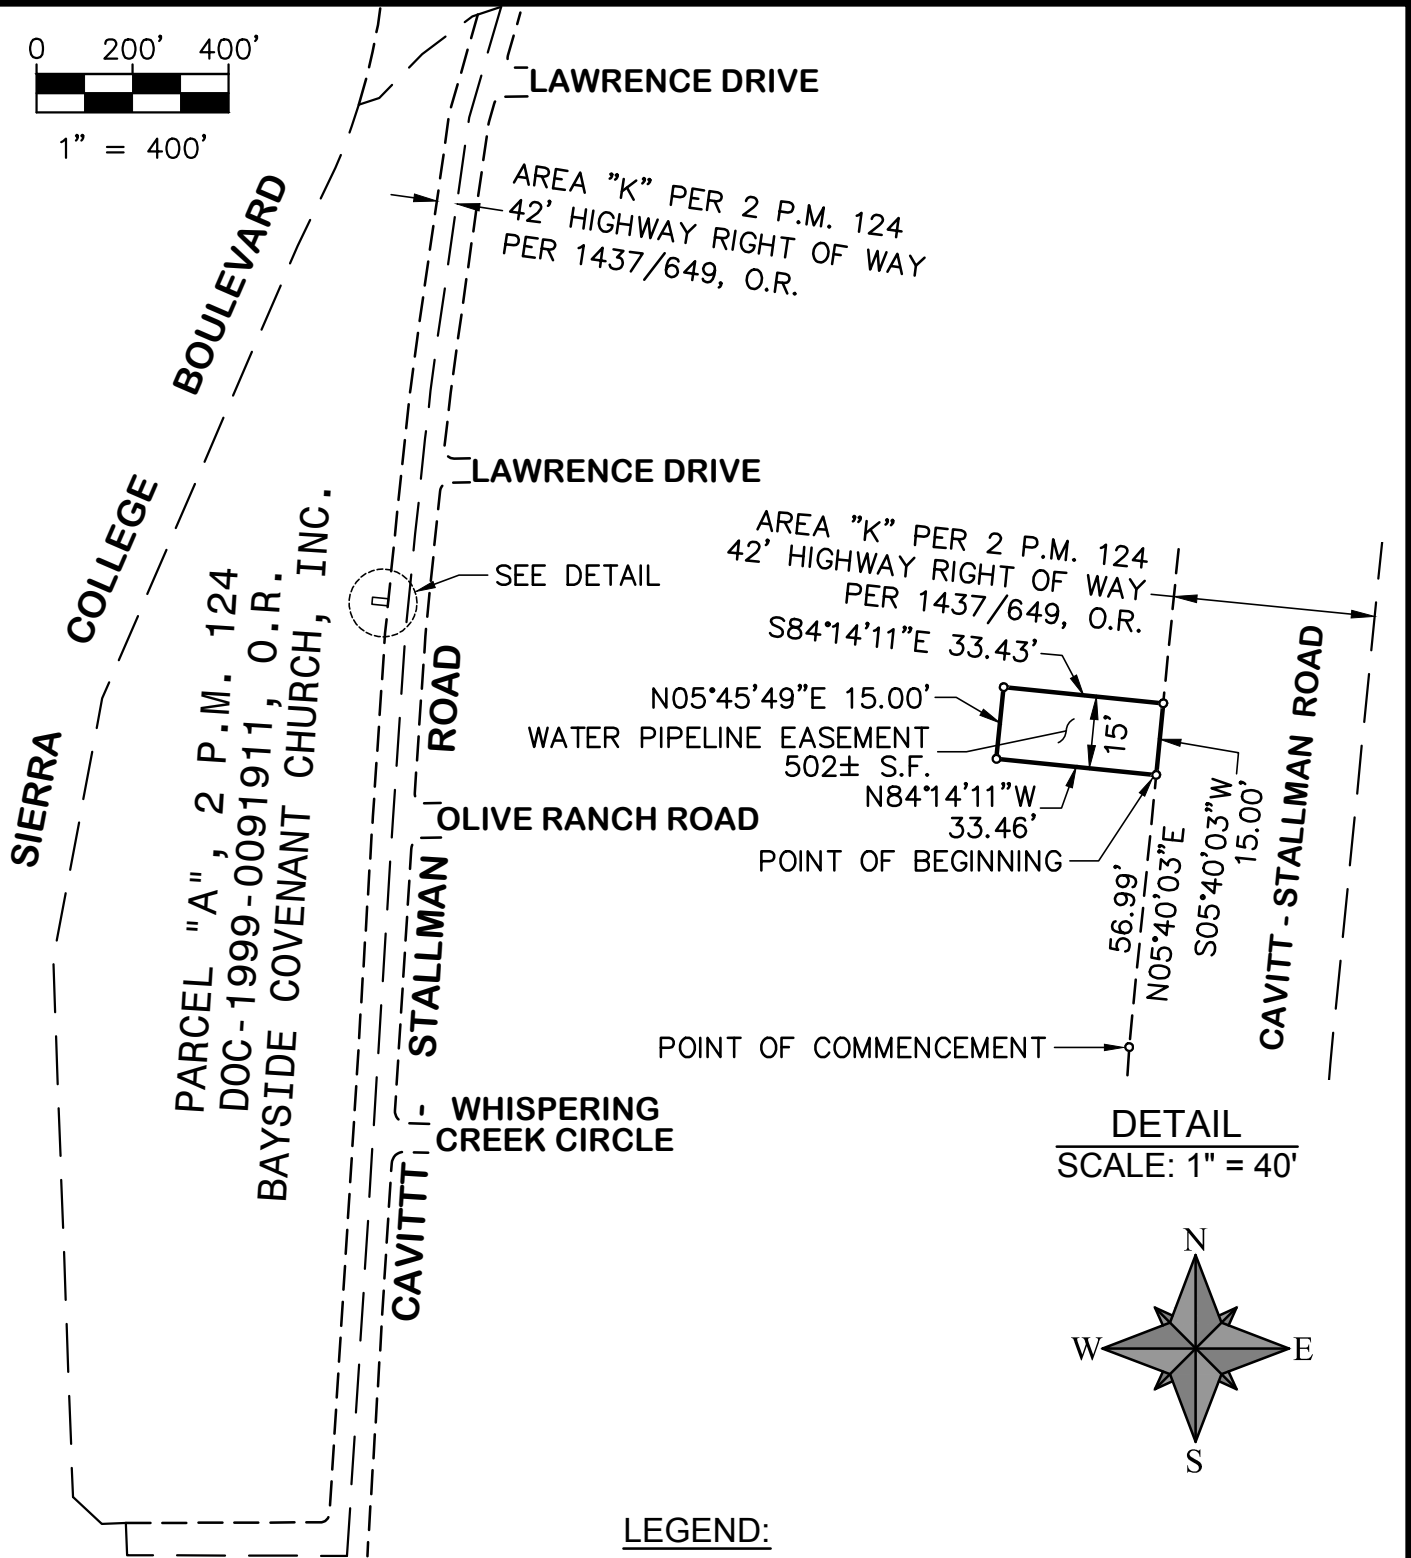 0 200' 400'
1" = 400'
LAWRENCE DRIVE
AREA "K" PER 2 P.M. 124
42' HIGHWAY RIGHT OF WAY
PER 1437/649, O.R.
SIERRA COLLEGE BOULEVARD
LAWRENCE DRIVE
SEE DETAIL
PARCEL "A", 2 P.M. 124
DOC-1999-0091911, O.R.
BAYSIDE COVENANT CHURCH, INC.
CAVITT - STALLMAN ROAD
OLIVE RANCH ROAD
WHISPERING
CREEK CIRCLE
AREA "K" PER 2 P.M. 124
42' HIGHWAY RIGHT OF WAY
PER 1437/649, O.R.
S84°14'11"E 33.43'
N05°45'49"E 15.00'
WATER PIPELINE EASEMENT
502± S.F.
15'
N84°14'11"W
33.46'
POINT OF BEGINNING
56.99'
N05°40'03"E
S05°40'03"W
15.00'
CAVITT - STALLMAN ROAD
POINT OF COMMENCEMENT
DETAIL
SCALE: 1" = 40'
N
W E
S
LEGEND: